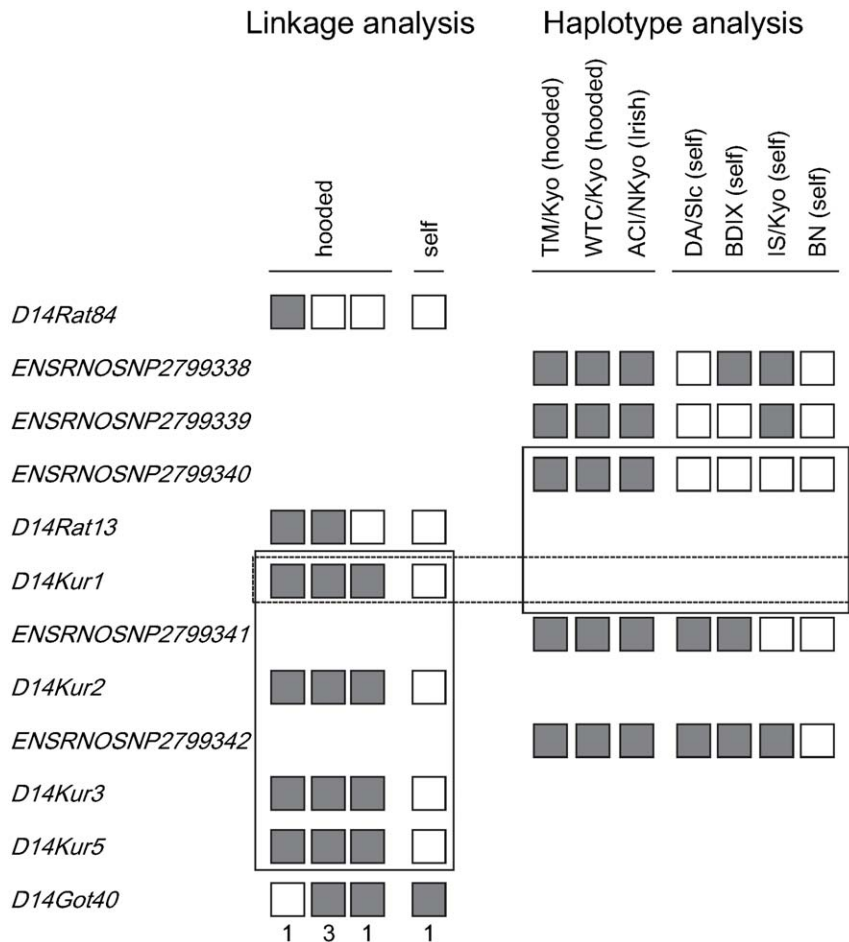 Linkage analysis
Haplotype analysis
hooded
self
TM/Kyo (hooded)
WTC/Kyo (hooded)
ACI/NKyo (Irish)
DA/Slc (self)
BDIX (self)
IS/Kyo (self)
BN (self)
D14Rat84
ENSRNOSNP2799338
ENSRNOSNP2799339
ENSRNOSNP2799340
D14Rat13
D14Kur1
ENSRNOSNP2799341
D14Kur2
ENSRNOSNP2799342
D14Kur3
D14Kur5
D14Got40
1 3 1 1